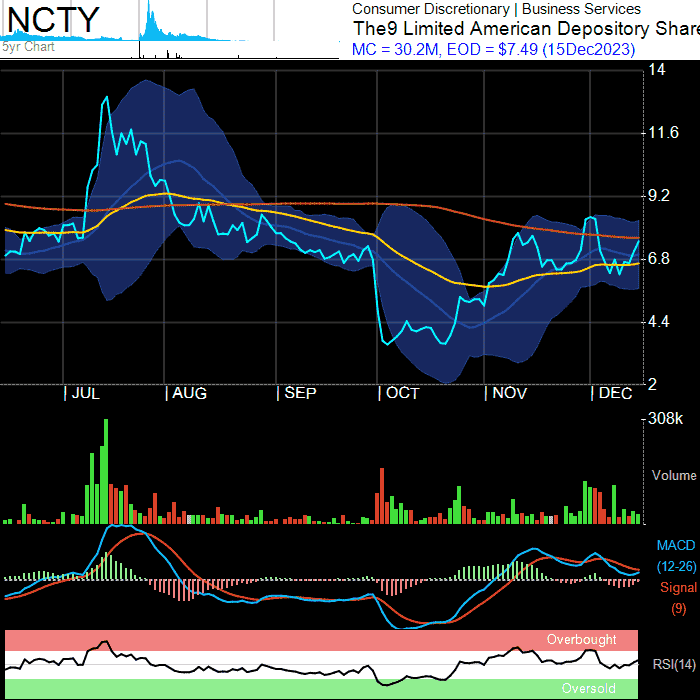 NCTY
5yr Chart
Consumer Discretionary | Business Services
The9 Limited American Depository Share
MC = 30.2M, EOD = $7.49 (15Dec2023)
14
11.6
9.2
6.8
4.4
2
| JUL | AUG | SEP | OCT | NOV | DEC
308k
Volume
MACD
(12-26)
Signal
(9)
Overbought
RSI(14)
Oversold